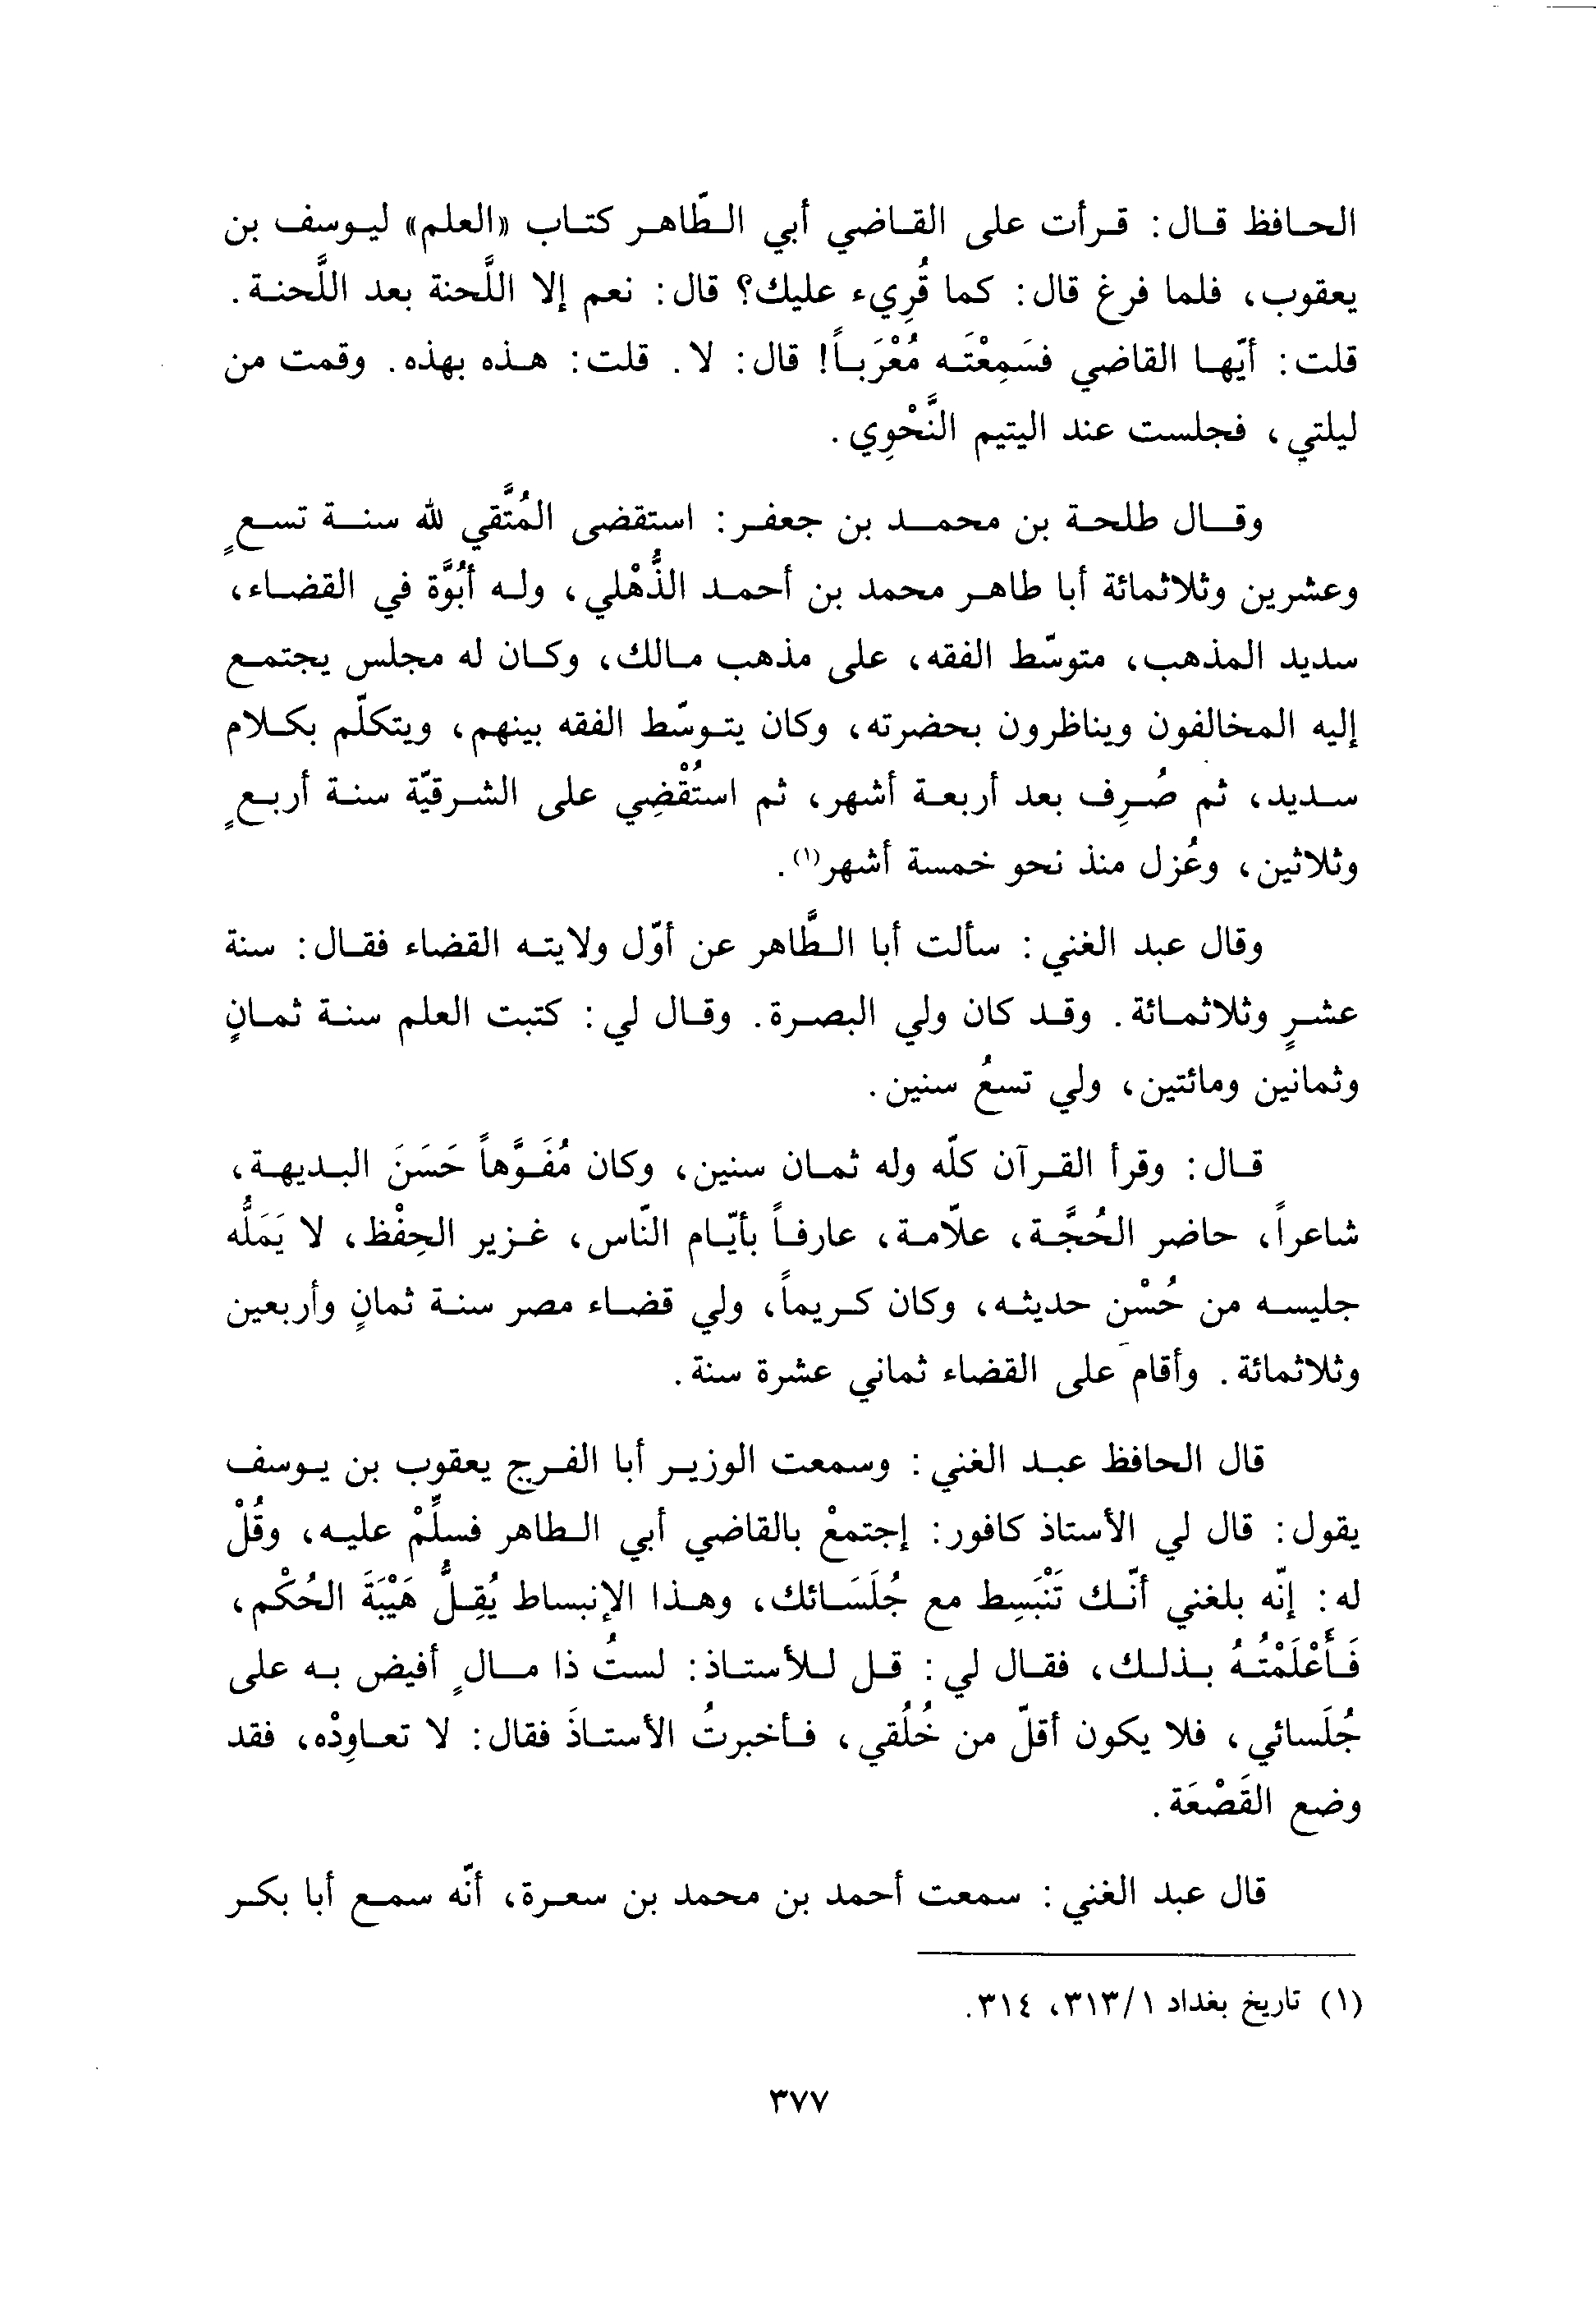 الحافظ قال: قرأت على القاضي أبي الطّاهر كتاب «العلم» ليوسف بن
يعقوب، فلما فرغ قال: كما قُرِيء عليك؟ قال: نعم إلا اللَّحنة بعد اللَّحنة.
قلت: أيّها القاضي فسَمِعْتَه مُعْرَباً! قال: لا. قلت: هذه بهذه. وقمت من
ليلتي، فجلست عند اليتيم النَّحْوِي.
وقال طلحة بن محمد بن جعفر: استقضى المُتَّقي لله سنة تسعٍ
وعشرين وثلاثمائة أبا طاهر محمد بن أحمد الذُّهْلي، وله أُبُوَّة في القضاء،
سديد المذهب، متوسّط الفقه، على مذهب مالك، وكان له مجلس يجتمع
إليه المخالفون ويناظرون بحضرته، وكان يتوسّط الفقه بينهم، ويتكلّم بكلام
سديد، ثم صُرِف بعد أربعة أشهر، ثم استُقْضِي على الشرقيّة سنة أربعٍ
وثلاثين، وعُزل منذ نحو خمسة أشهر(١).
وقال عبد الغني: سألت أبا الطَّاهر عن أوّل ولايته القضاء فقال: سنة
عشرٍ وثلاثمائة. وقد كان ولي البصرة. وقال لي: كتبت العلم سنة ثمانٍ
وثمانين ومائتين، ولي تسعُ سنين.
قال: وقرأ القرآن كلّه وله ثمان سنين، وكان مُفَوَّهاً حَسَنَ البديهة،
شاعراً، حاضر الحُجَّة، علاّمة، عارفاً بأيّام النّاس، غزير الحِفْظ، لا يَمَلُّه
جليسه من حُسْن حديثه، وكان كريماً، ولي قضاء مصر سنة ثمانٍ وأربعين
وثلاثمائة. وأقام على القضاء ثماني عشرة سنة.
قال الحافظ عبد الغني: وسمعت الوزير أبا الفرج يعقوب بن يوسف
يقول: قال لي الأستاذ كافور: إجتمعْ بالقاضي أبي الطاهر فسلِّمْ عليه، وقُلْ
له: إنّه بلغني أنّك تَنْبَسِط مع جُلَسَائك، وهذا الإنبساط يُقِلُّ هَيْبَةَ الحُكْم،
فَأَعْلَمْتُهُ بذلك، فقال لي: قل للأستاذ: لستُ ذا مالٍ أفيض به على
جُلَسائي، فلا يكون أقلّ من خُلُقي، فأخبرتُ الأستاذَ فقال: لا تعاوِدْه، فقد
وضع القَصْعَة.
قال عبد الغني: سمعت أحمد بن محمد بن سعرة، أنّه سمع أبا بكر
(١) تاريخ بغداد ٣١٣/١، ٣١٤.
٣٧٧